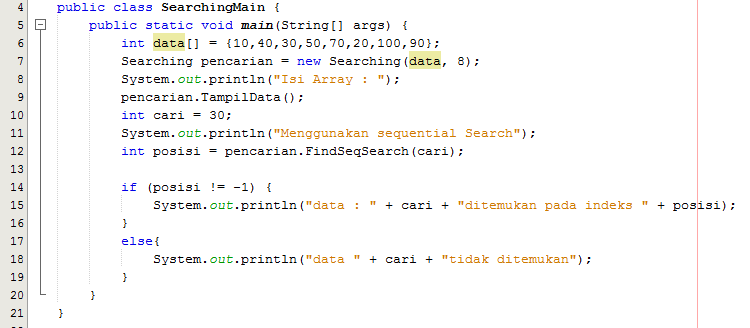 4 public class SearchingMain {
5 public static void main(String[] args) {
6 int data[] = {10,40,30,50,70,20,100,90};
7 Searching pencarian = new Searching(data, 8);
8 System.out.println("Isi Array : ");
9 pencarian.TampilData();
10 int cari = 30;
11 System.out.println("Menggunakan sequential Search");
12 int posisi = pencarian.FindSeqSearch(cari);
13
14 if (posisi != -1) {
15 System.out.println("data : " + cari + "ditemukan pada indeks " + posisi);
16 }
17 else{
18 System.out.println("data " + cari + "tidak ditemukan");
19 }
20 }
21 }